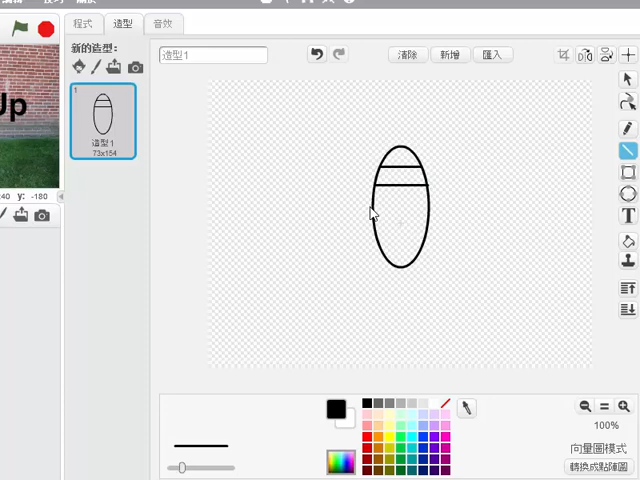 程式
造型
音效
新的造型:
造型1
清除
新增
匯入
1
造型1
73x154
Up
240 y: -180
T
100%
向量圖模式
轉換成點陣圖